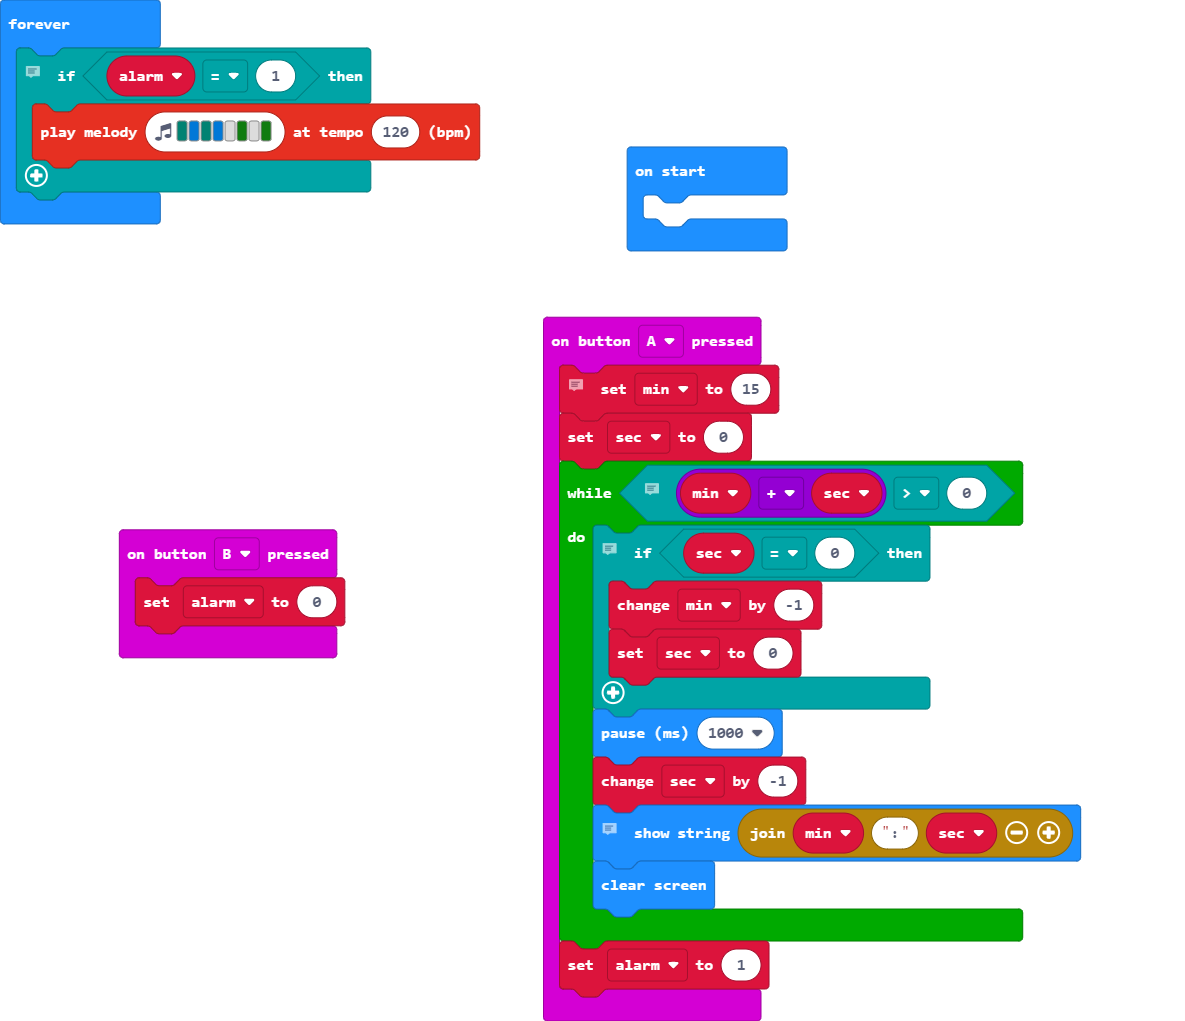 forever
if alarm = 1 then
play melody at tempo 120 (bpm)
on start
on button A pressed
set min to 15
set sec to 0
while min + sec > 0
do
if sec = 0 then
change min by -1
set sec to 0
pause (ms) 1000
change sec by -1
show string join min ":" sec
clear screen
set alarm to 1
on button B pressed
set alarm to 0